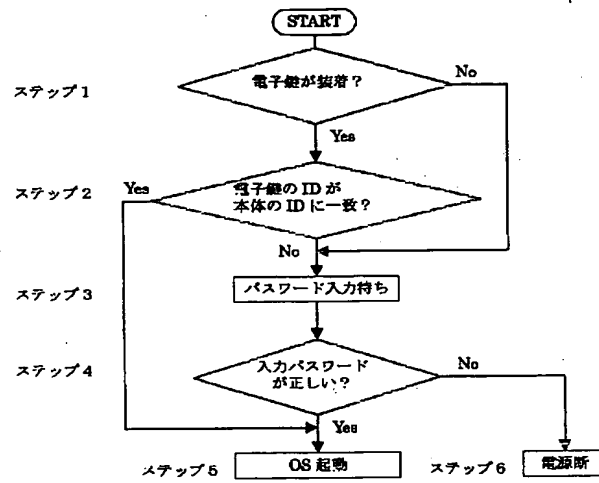 START
ステップ1
電子鍵が装着？
No
Yes
ステップ2
Yes
電子鍵のIDが
本体のIDに一致？
No
ステップ3
パスワード入力待ち
ステップ4
入力パスワード
が正しい？
No
Yes
ステップ5
OS 起動
ステップ6
電源断